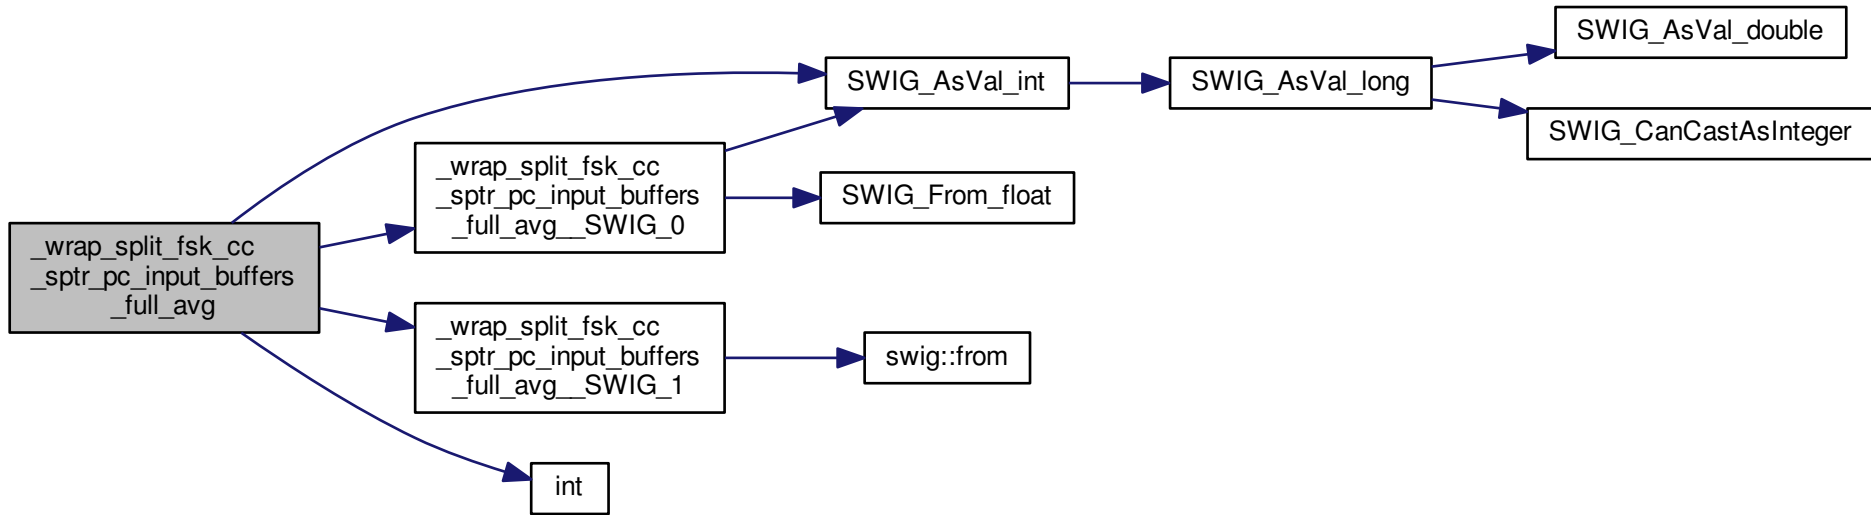 _wrap_split_fsk_cc
_sptr_pc_input_buffers
_full_avg
SWIG_AsVal_int
_wrap_split_fsk_cc
_sptr_pc_input_buffers
_full_avg__SWIG_0
_wrap_split_fsk_cc
_sptr_pc_input_buffers
_full_avg__SWIG_1
int
SWIG_From_float
swig::from
SWIG_AsVal_long
SWIG_AsVal_double
SWIG_CanCastAsInteger